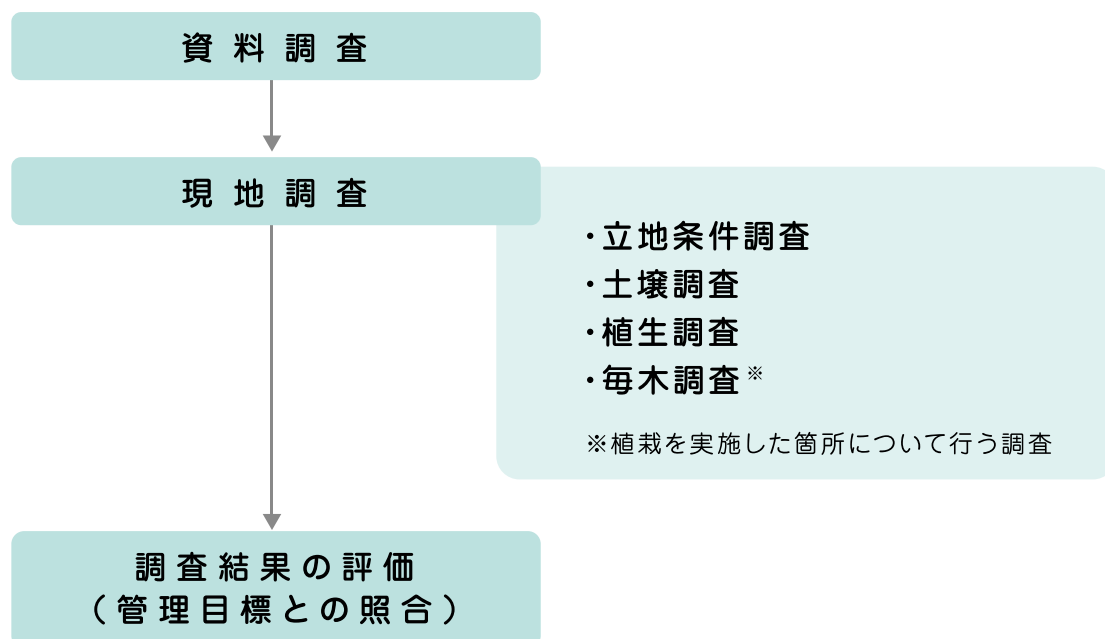 資料調査
現地調査
・立地条件調査
・土壌調査
・植生調査
・毎木調査※
※植栽を実施した箇所について行う調査
調査結果の評価
（管理目標との照合）